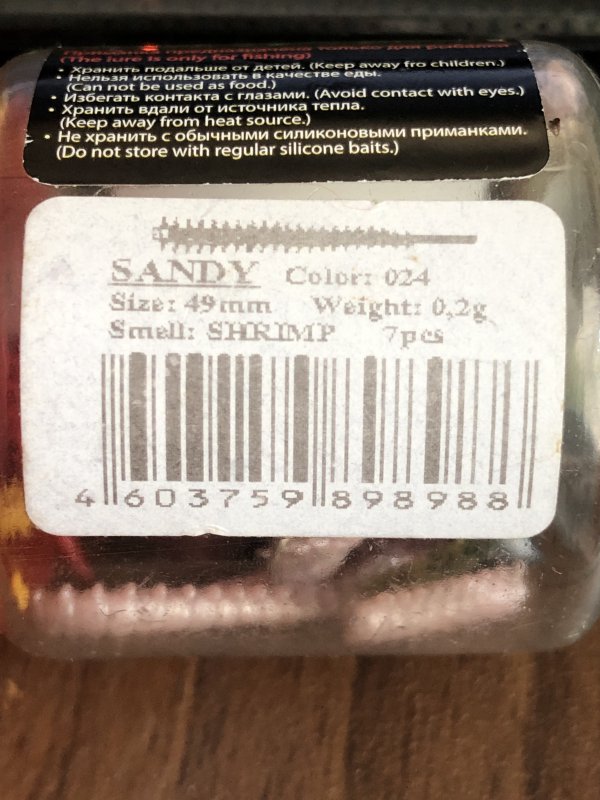 (The lure is only for fishing)
• Хранить подальше от детей. (Keep away fro children.)
• Нельзя использовать в качестве еды.
(Can not be used as food.)
• Избегать контакта с глазами. (Avoid contact with eyes.)
• Хранить вдали от источника тепла.
(Keep away from heat source.)
• Не хранить с обычными силиконовыми приманками.
(Do not store with regular silicone baits.)
SANDY Color: 024
Size: 49mm Weight: 0,2g
Smell: SHRIMP 7pcs
4 603759 898988